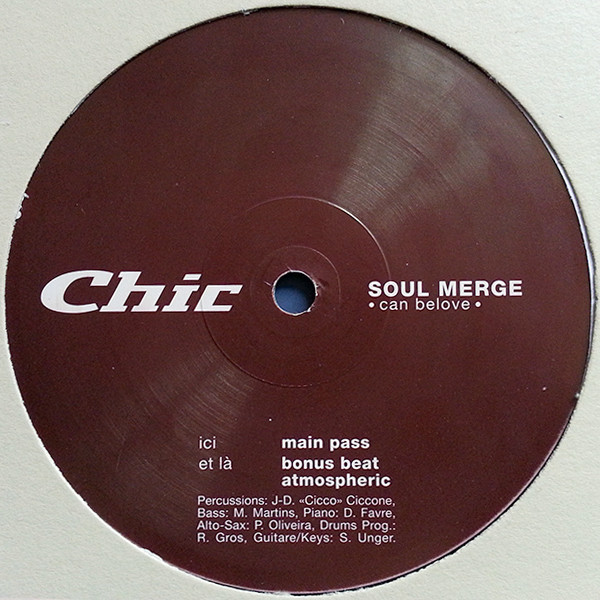 Chic
SOUL MERGE
• can belove •
ici main pass
et là bonus beat
atmospheric
Percussions: J-D. «Cicco» Ciccone,
Bass: M. Martins, Piano: D. Favre,
Alto-Sax: P. Oliveira, Drums Prog.:
R. Gros, Guitare/Keys: S. Unger.